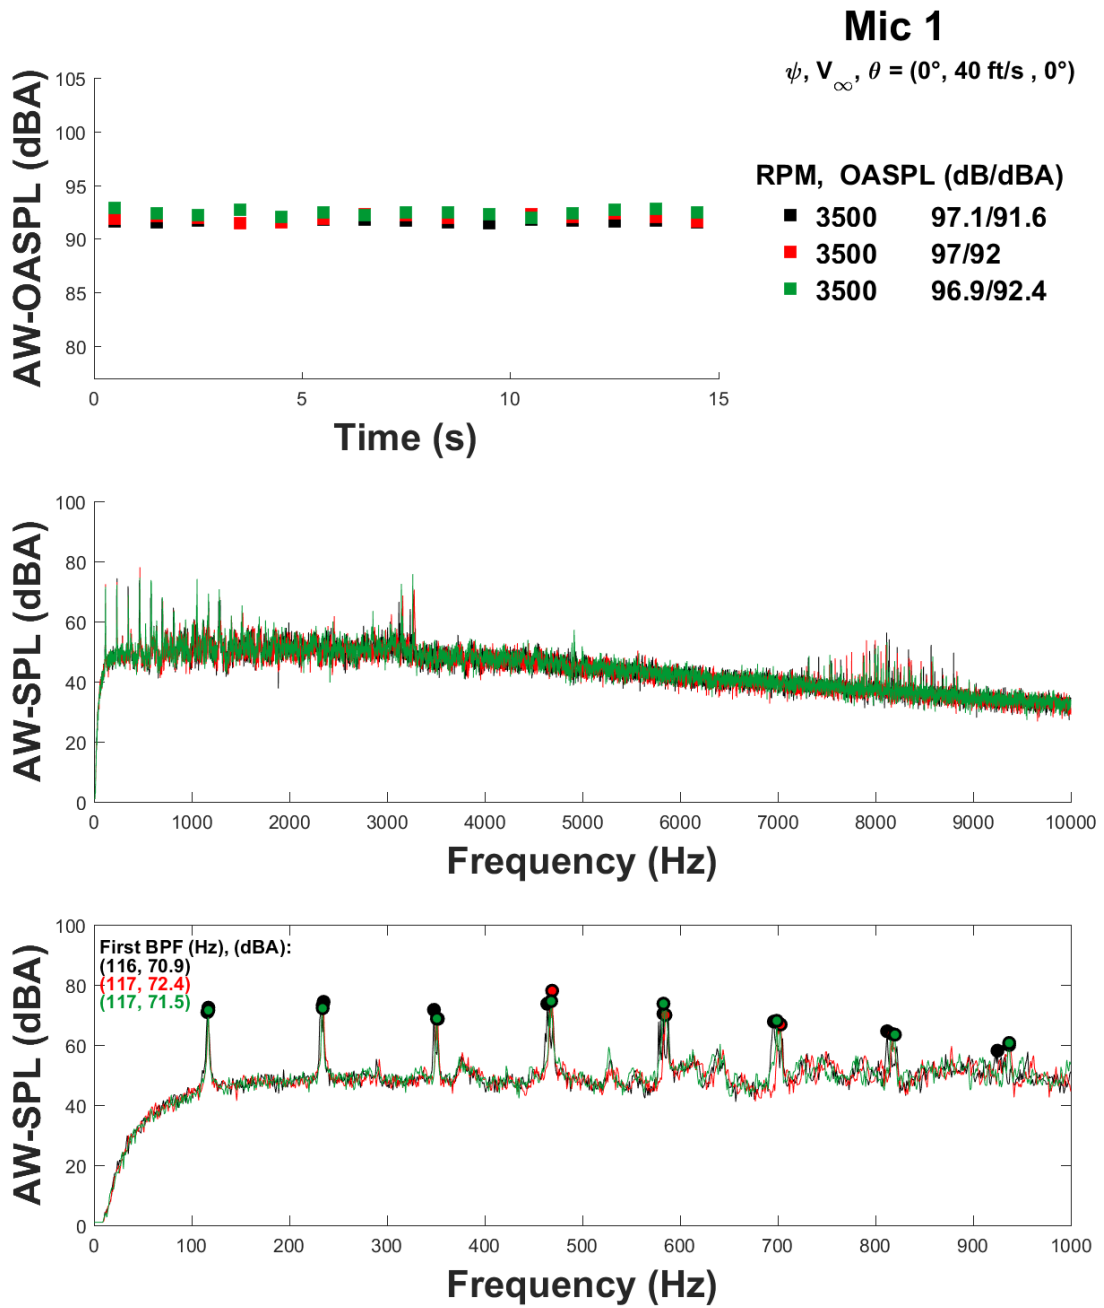 Mic 1
ψ, V∞, θ = (0°, 40 ft/s , 0°)
RPM, OASPL (dB/dBA)
3500 97.1/91.6
3500 97/92
3500 96.9/92.4
AW-OASPL (dBA)
105
100
95
90
85
80
0 5 10 15
Time (s)
AW-SPL (dBA)
100
80
60
40
20
0
0 1000 2000 3000 4000 5000 6000 7000 8000 9000 10000
Frequency (Hz)
AW-SPL (dBA)
100
80
60
40
20
0
First BPF (Hz), (dBA):
(116, 70.9)
(117, 72.4)
(117, 71.5)
0 100 200 300 400 500 600 700 800 900 1000
Frequency (Hz)